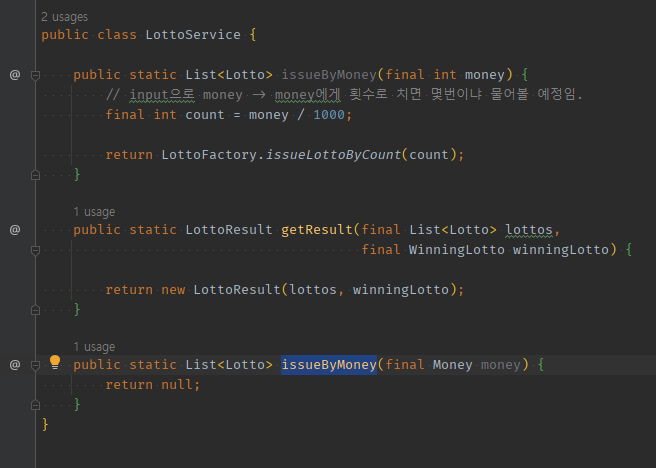 2 usages
public class LottoService {
@ public static List<Lotto> issueByMoney(final int money) {
// input으로 money -> money에게 횟수로 치면 몇번이냐 물어볼 예정임.
final int count = money / 1000;
return LottoFactory.issueLottoByCount(count);
}
1 usage
@ public static LottoResult getResult(final List<Lotto> lottos,
final WinningLotto winningLotto) {
return new LottoResult(lottos, winningLotto);
}
1 usage
@ public static List<Lotto> issueByMoney(final Money money) {
return null;
}
}